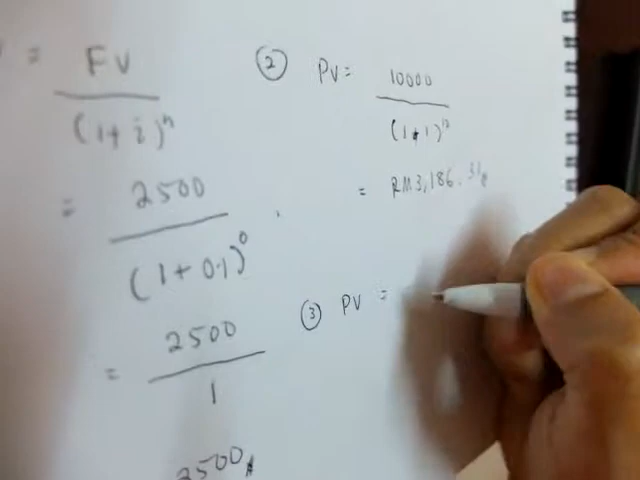 = FV
(1 + i)^n
= 2500
(1 + 0.1)^0
= 2500
1
2500
② PV = 10000
(1.1)^12
= RM3,186.31
③ PV =